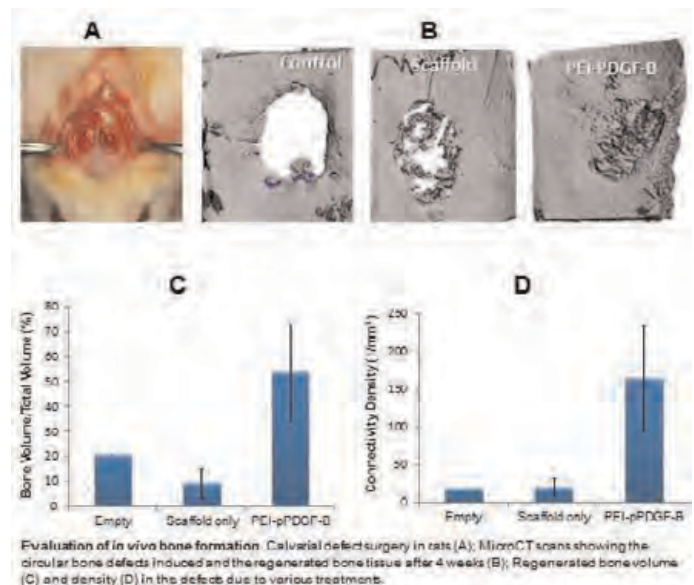 A
B
Control
Scaffold
PEI-PDGF-B
C
Bone Volume/Total Volume (%)
80
70
60
50
40
30
20
10
0
Empty
Scaffold only
PEI-pPDGF-B
D
Connectivity Density (1/mm³)
250
200
150
100
50
0
Empty
Scaffold only
PEI-pPDGF-B
Evaluation of in vivo bone formation. Calvarial defect surgery in rats (A); MicroCT scans showing the
circular bone defects induced and the regenerated bone tissue after 4 weeks (B); Regenerated bone volume
(C) and density (D) in the defects due to various treatments.